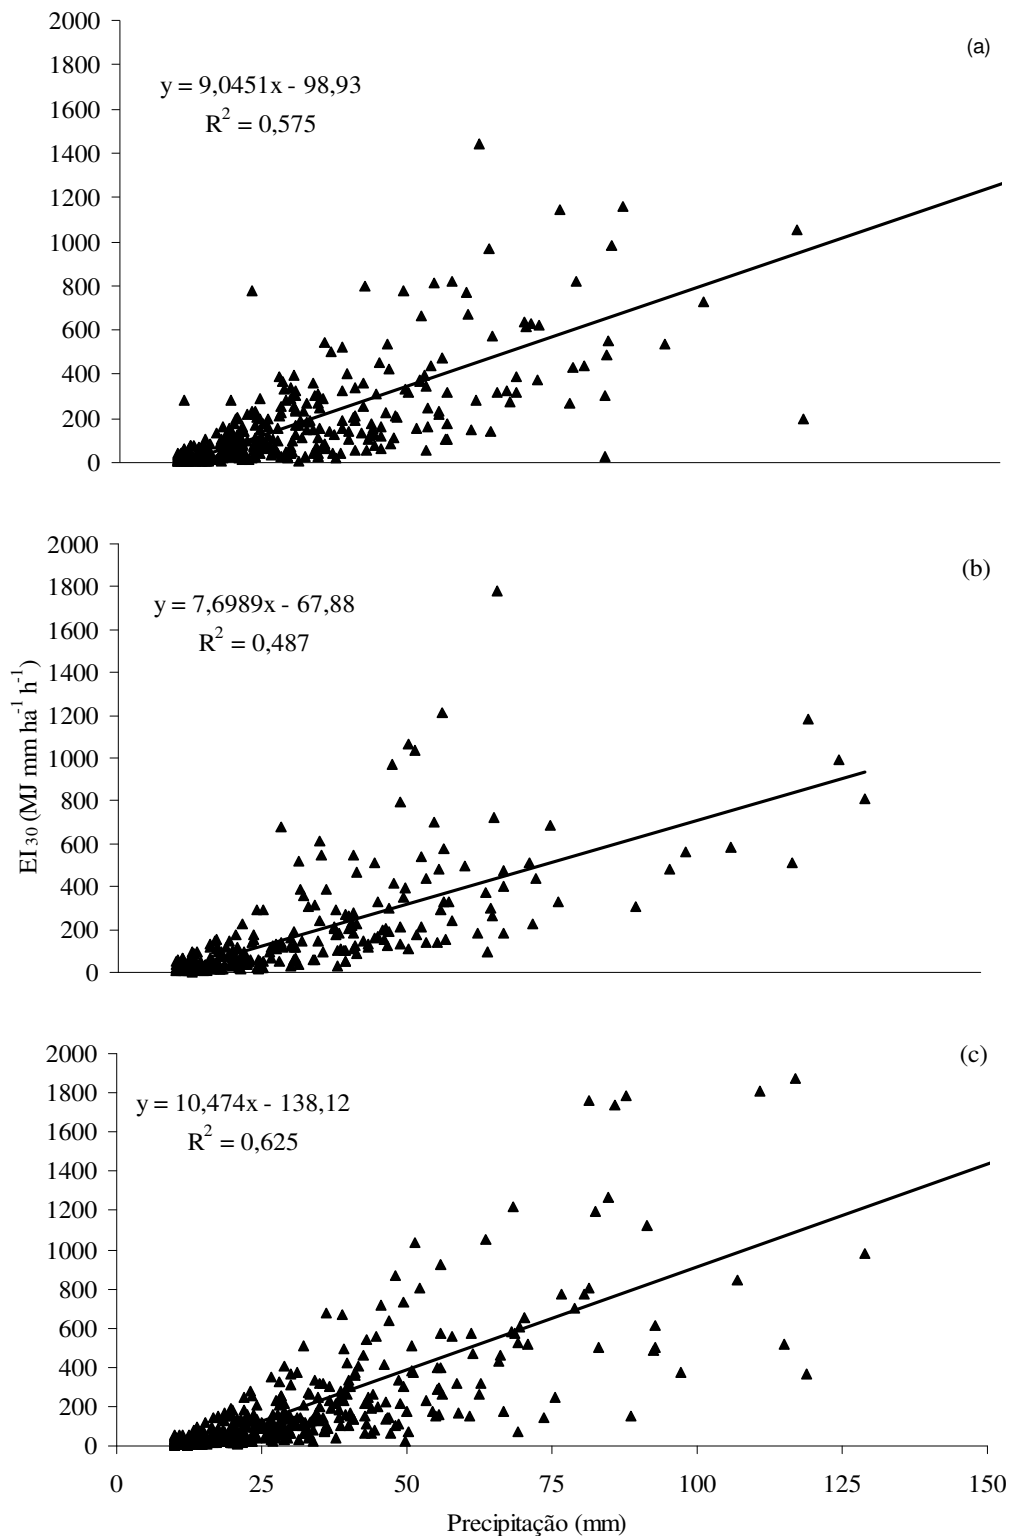 2000
(a)
1800
y = 9,0451x - 98,93
1600
R² = 0,575
1400
1200
1000
800
600
400
200
0
2000
(b)
1800
y = 7,6989x - 67,88
1600
R² = 0,487
1400
1200
1000
800
600
400
200
0
EI₃₀ (MJ mm ha⁻¹ h⁻¹)
2000
(c)
1800
y = 10,474x - 138,12
1600
R² = 0,625
1400
1200
1000
800
600
400
200
0
0 25 50 75 100 125 150
Precipitação (mm)